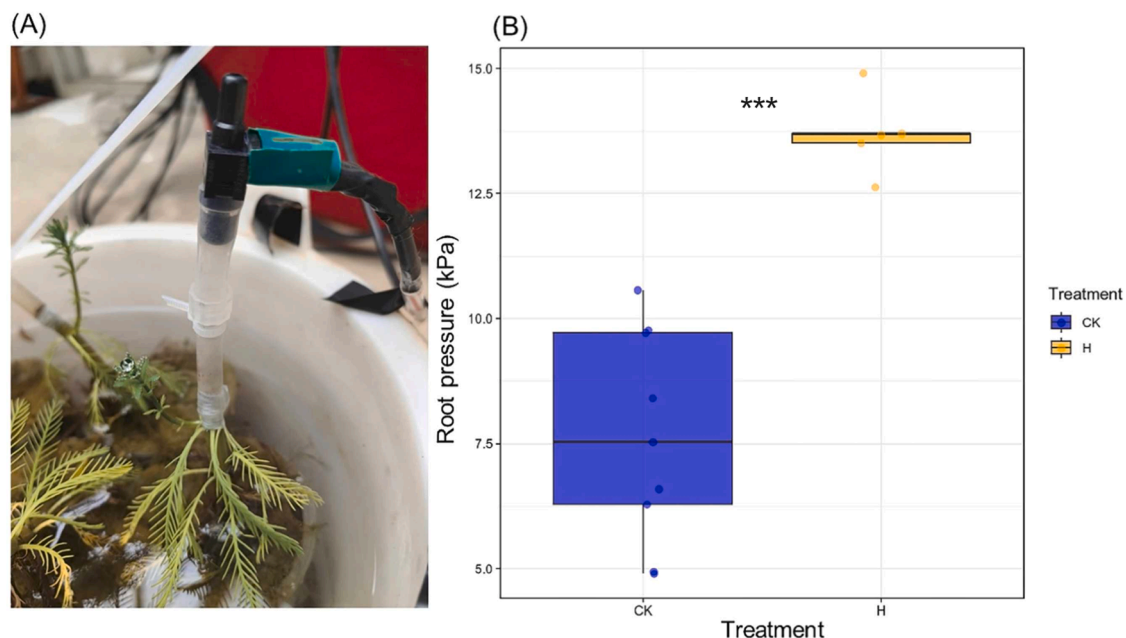 (A)
(B)
15.0
12.5
10.0
7.5
5.0
Root pressure (kPa)
***
CK
H
Treatment
Treatment
CK
H